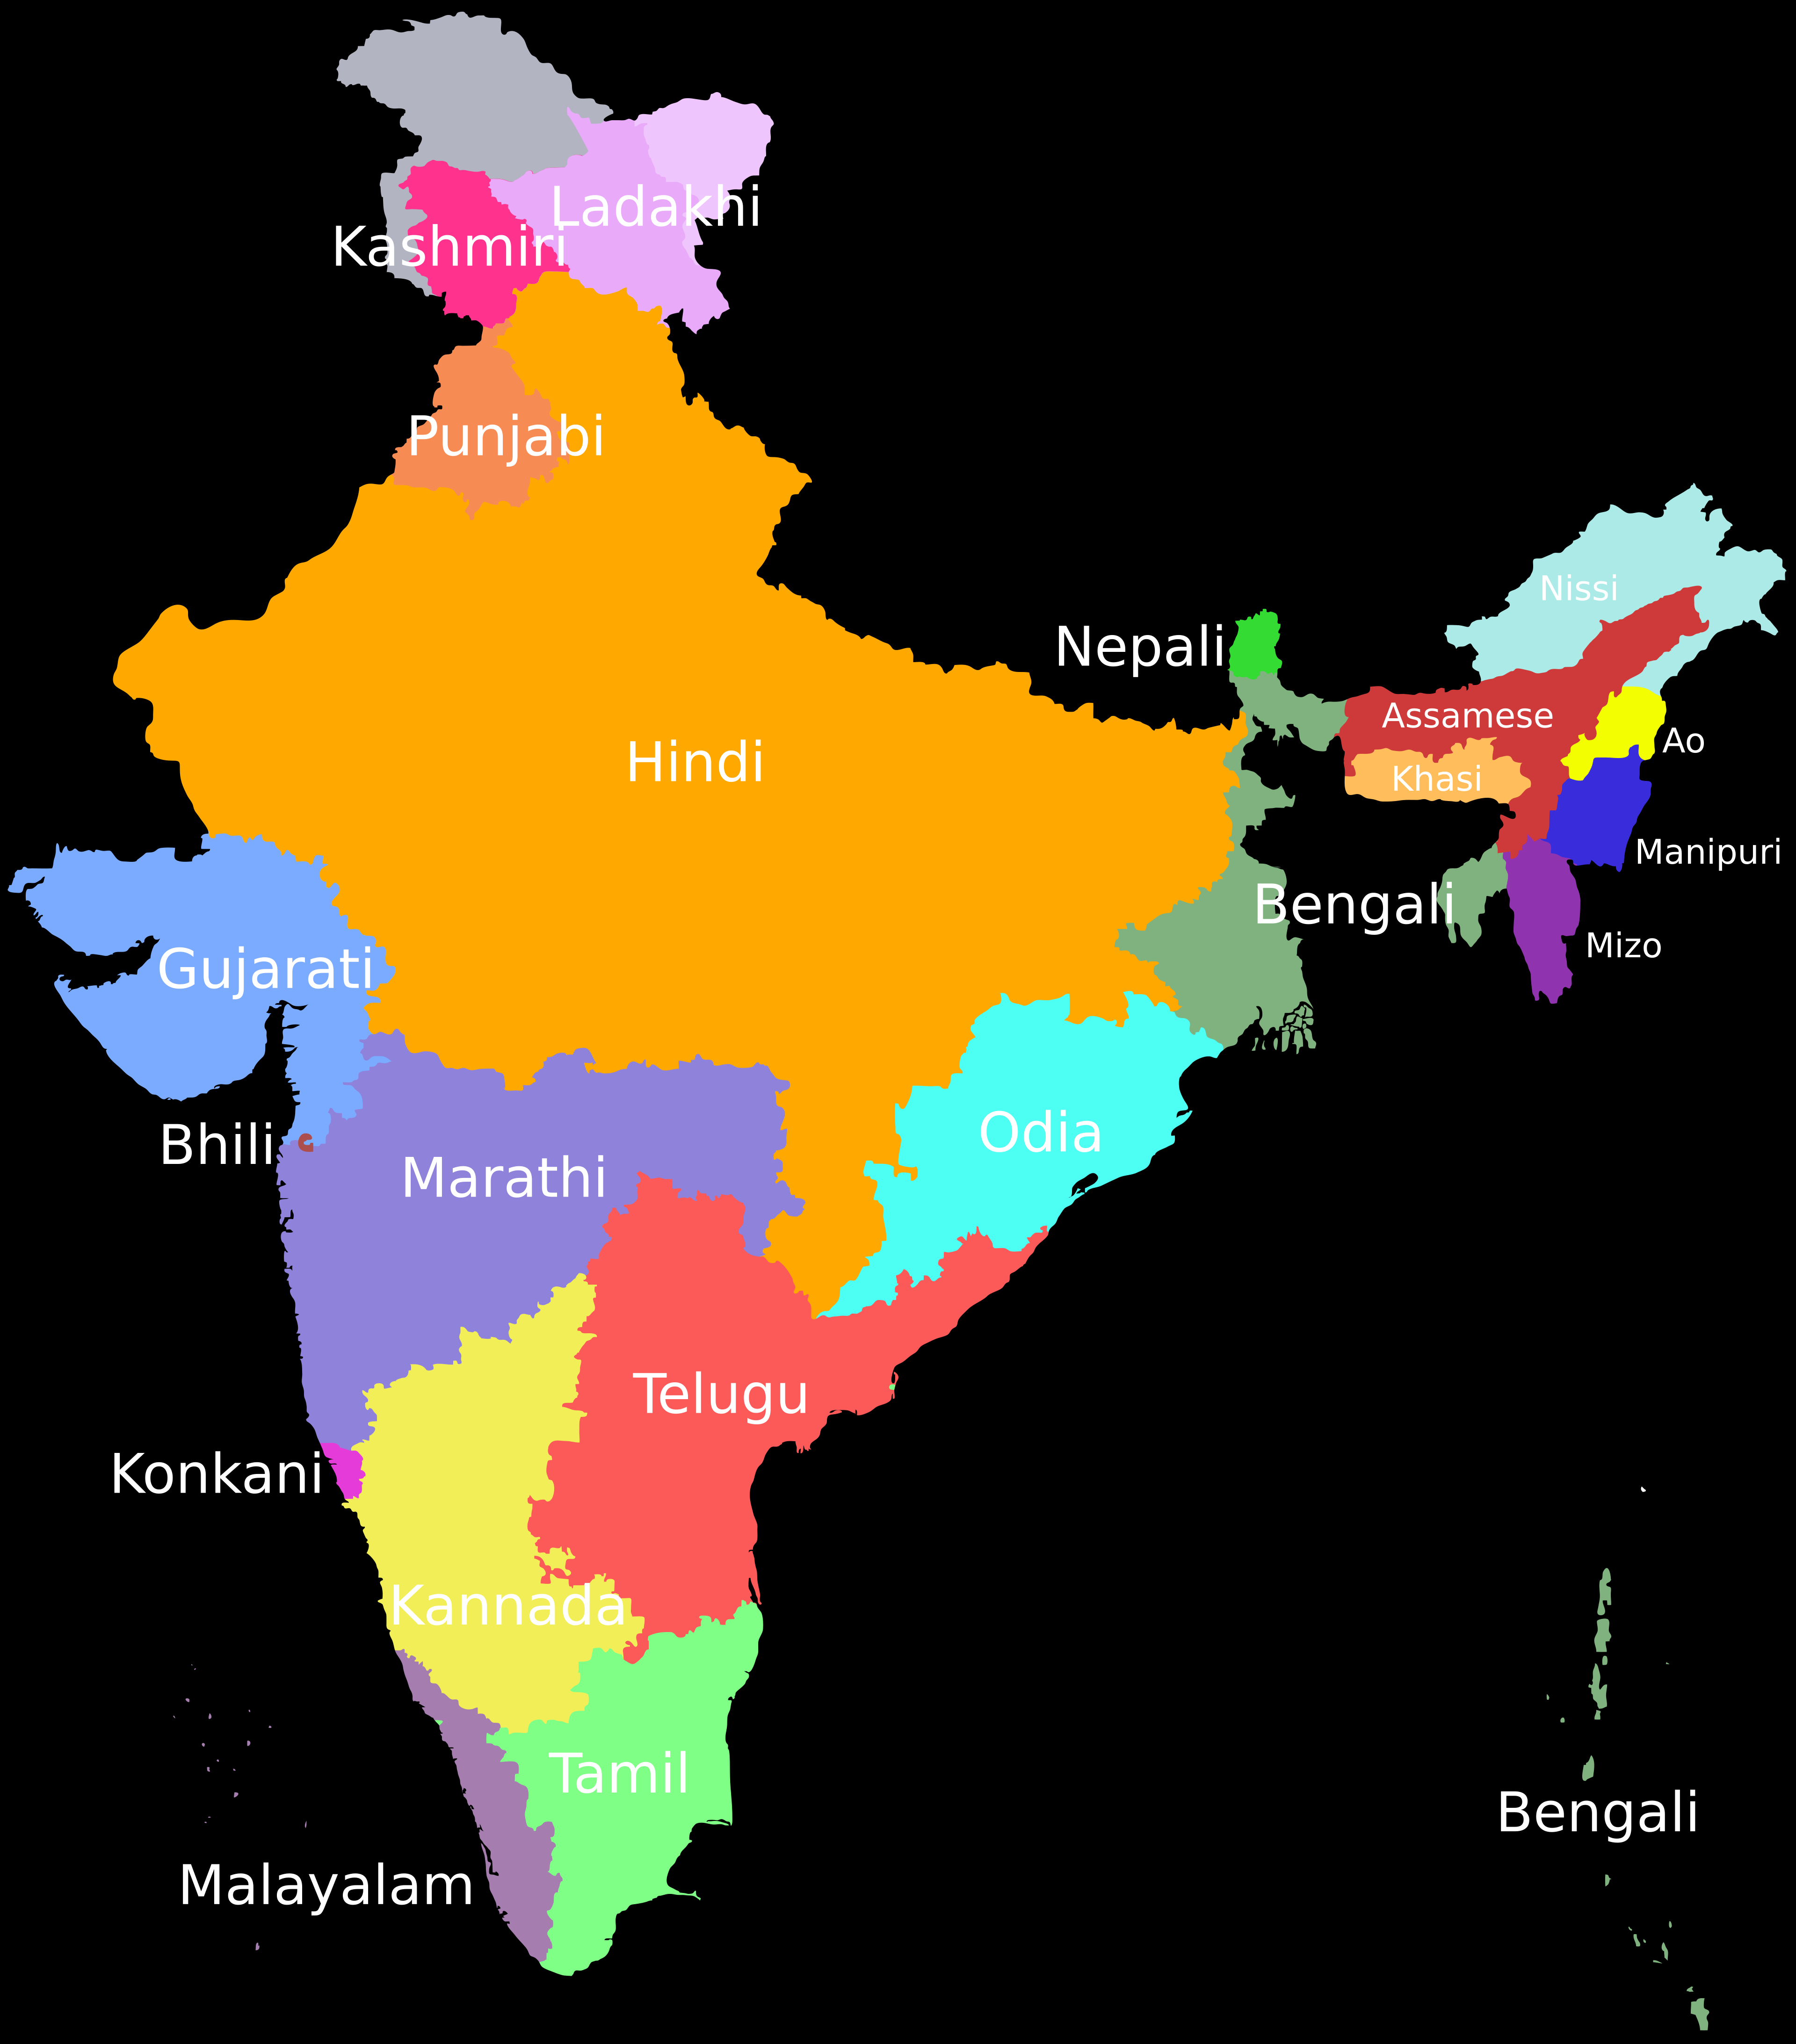 Ladakhi
Kashmiri
Punjabi
Nissi
Nepali
Assamese
Ao
Hindi
Khasi
Manipuri
Bengali
Mizo
Gujarati
Odia
Bhili
Marathi
Telugu
Konkani
Kannada
Tamil
Bengali
Malayalam